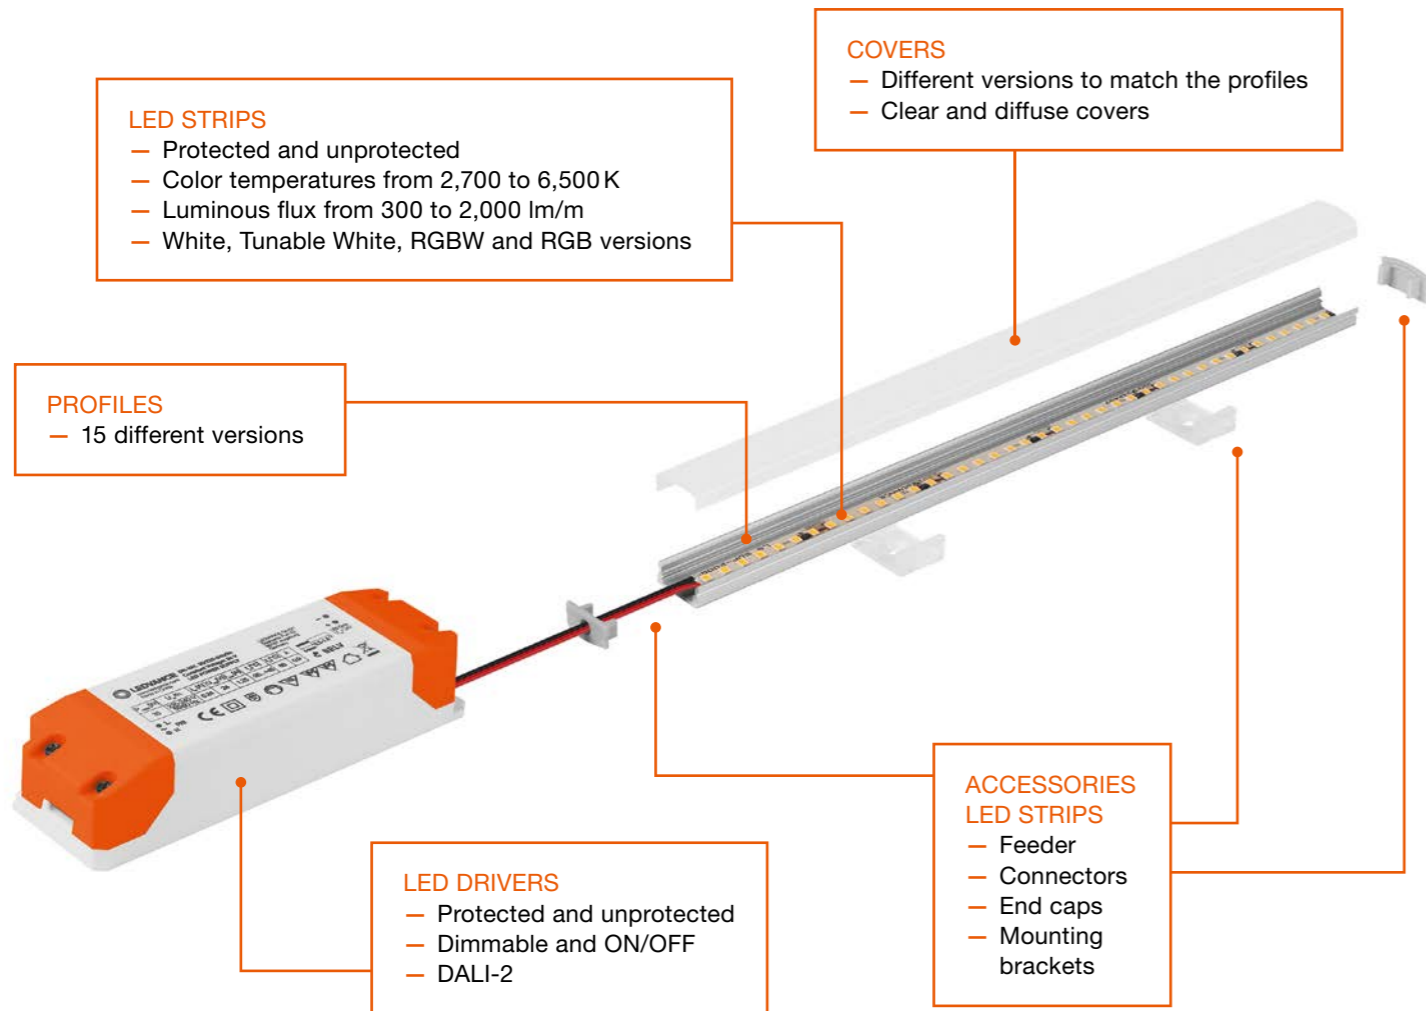 COVERS
— Different versions to match the profiles
— Clear and diffuse covers
LED STRIPS
— Protected and unprotected
— Color temperatures from 2,700 to 6,500 K
— Luminous flux from 300 to 2,000 lm/m
— White, Tunable White, RGBW and RGB versions
PROFILES
— 15 different versions
LEDVANCE
ACCESSORIES
LED STRIPS
— Feeder
— Connectors
— End caps
— Mounting
brackets
LED DRIVERS
— Protected and unprotected
— Dimmable and ON/OFF
— DALI-2